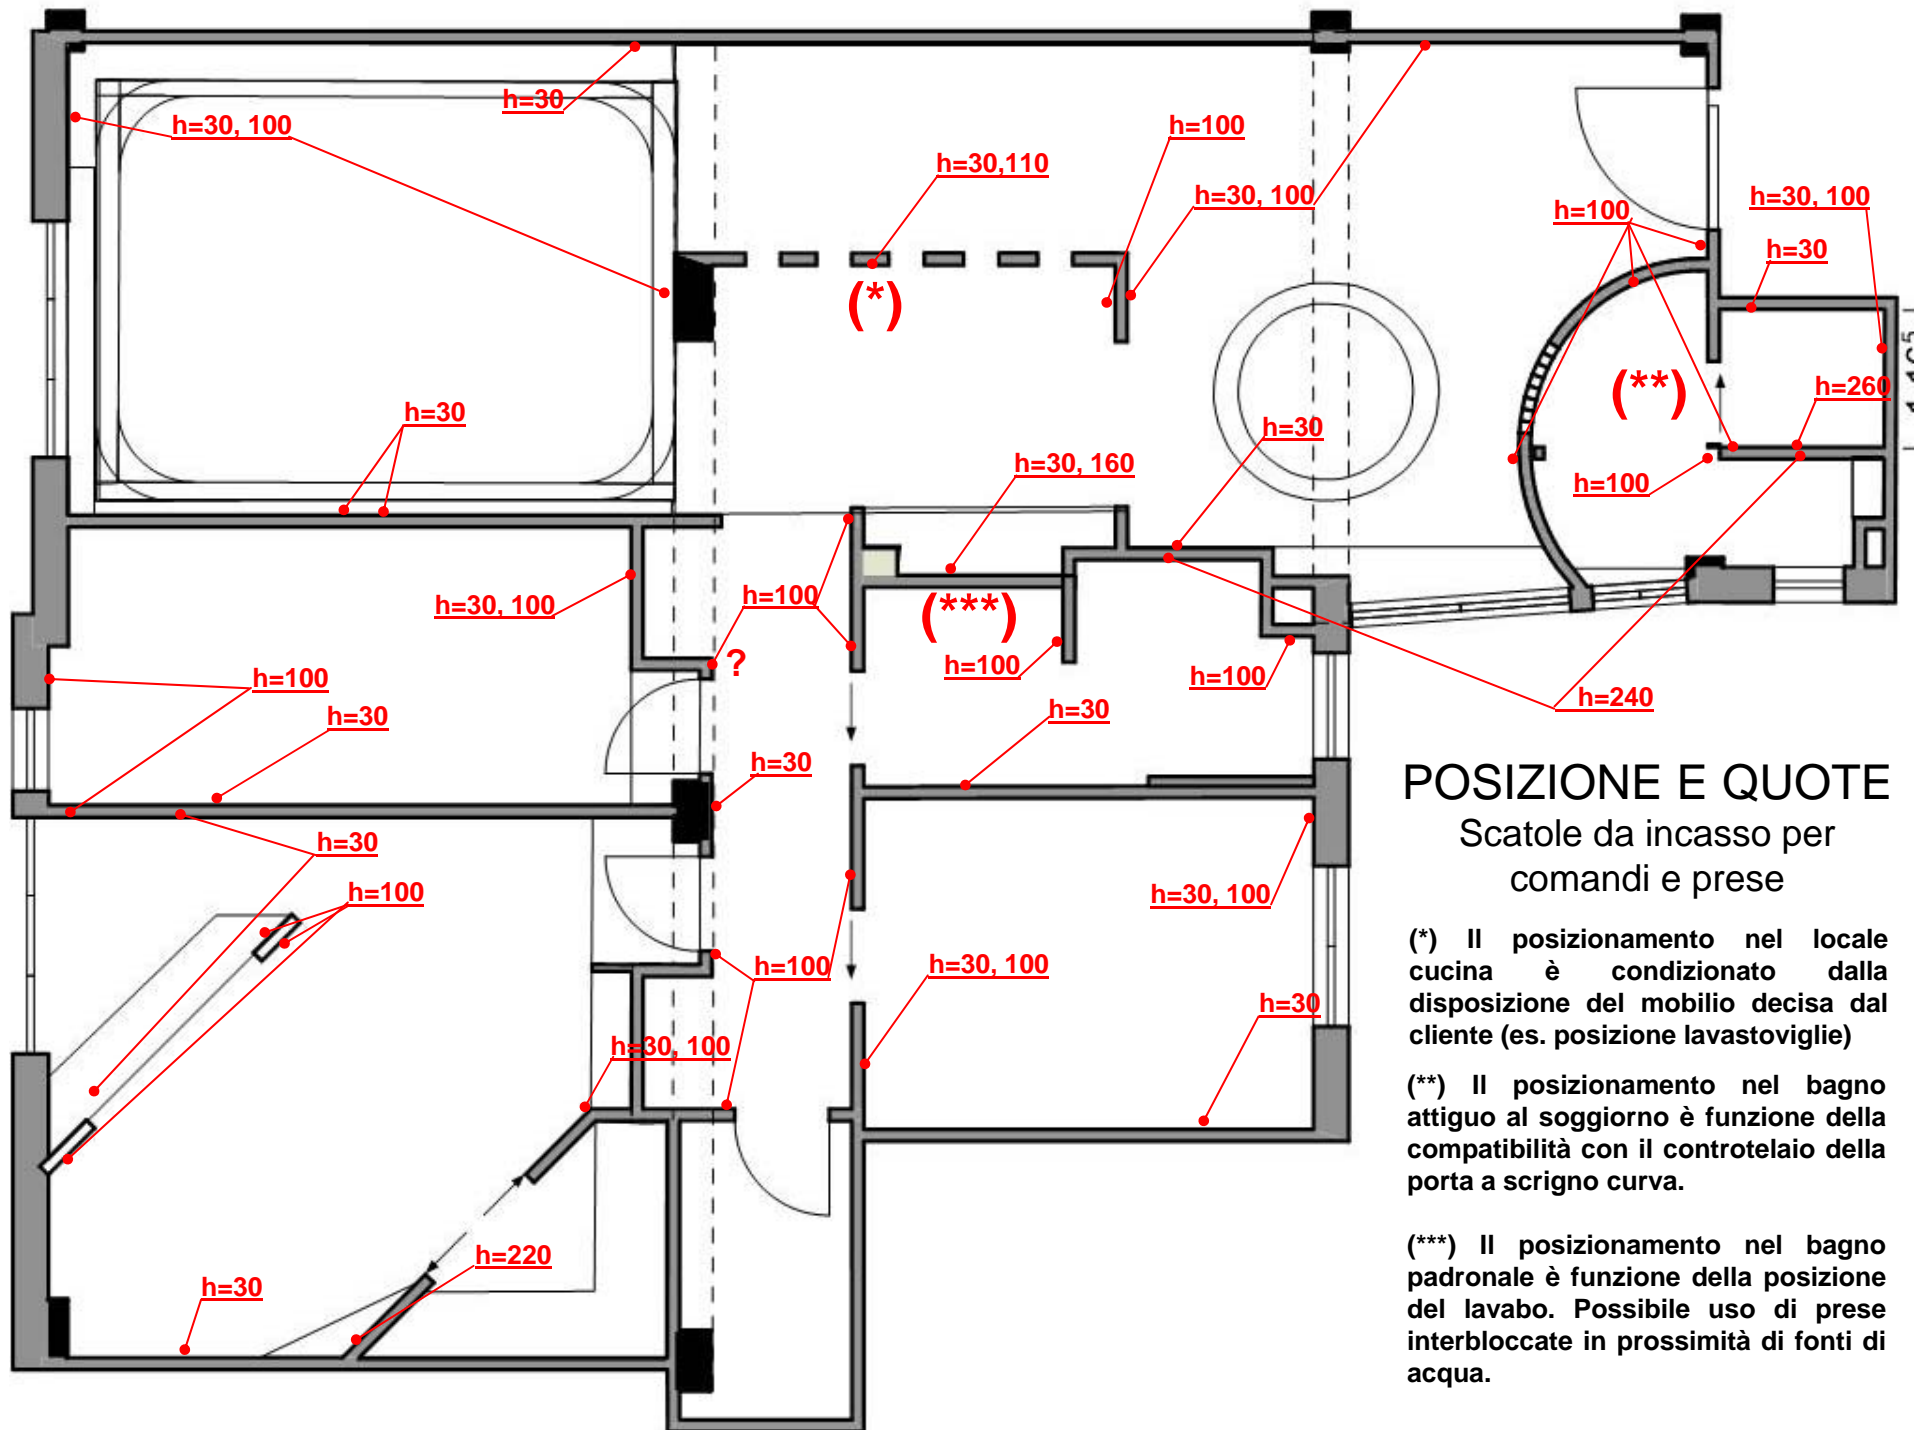 h=30
h=30, 100
h=100
h=30,110
h=30, 100
h=30, 100
h=100
h=30
(*)
(**)
h=260
h=30
h=30
h=30, 160
h=100
h=30, 100
h=100
(***)
?
h=100
h=100
h=100
h=240
h=30
h=30
h=30
h=30
h=100
h=30, 100
h=100
h=30, 100
h=30
h=30, 100
h=220
h=30
POSIZIONE E QUOTE
Scatole da incasso per
comandi e prese
(*) Il posizionamento nel locale
cucina è condizionato dalla
disposizione del mobilio decisa dal
cliente (es. posizione lavastoviglie)
(**) Il posizionamento nel bagno
attiguo al soggiorno è funzione della
compatibilità con il controtelaio della
porta a scrigno curva.
(***) Il posizionamento nel bagno
padronale è funzione della posizione
del lavabo. Possibile uso di prese
interbloccate in prossimità di fonti di
acqua.